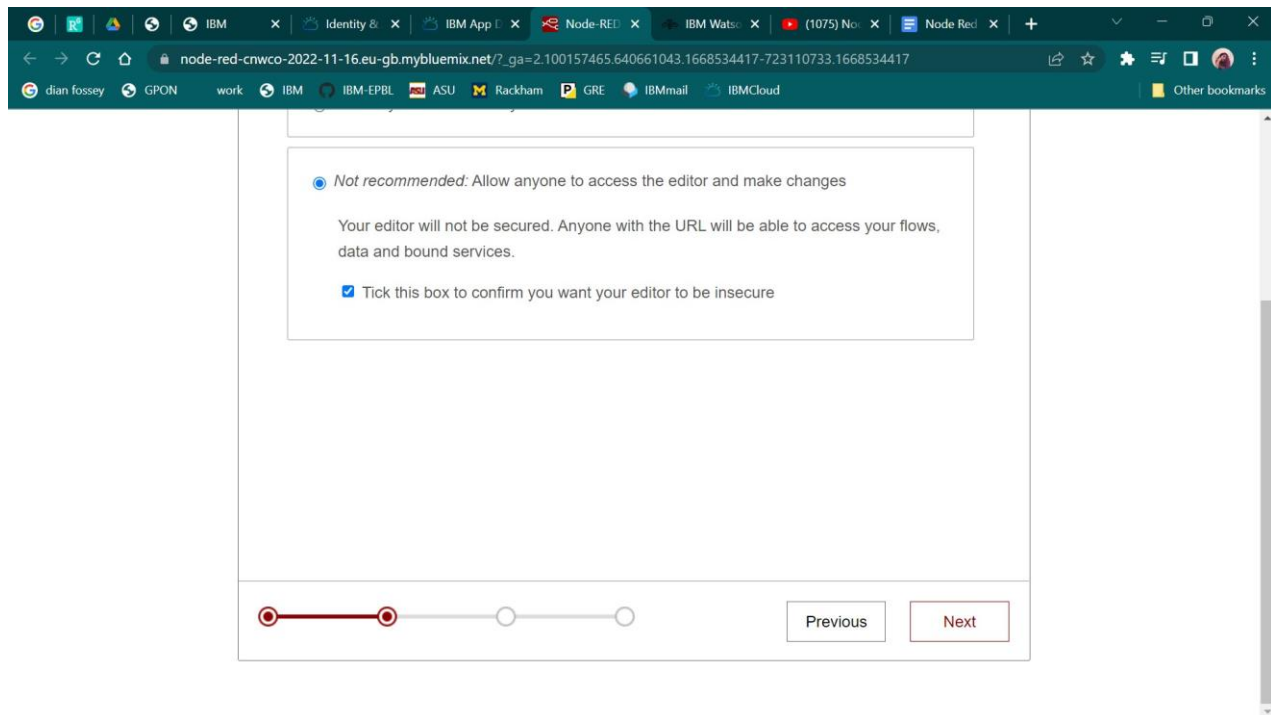 IBM
Identity &
IBM App D
Node-RED
IBM Watso
(1075) No
Node Red
node-red-cnwco-2022-11-16.eu-gb.mybluemix.net/?_ga=2.100157465.640661043.1668534417-723110733.1668534417
dian fossey
GPON
work
IBM
IBM-EPBL
ASU
Rackham
GRE
IBMmail
IBMCloud
Other bookmarks
Not recommended: Allow anyone to access the editor and make changes
Your editor will not be secured. Anyone with the URL will be able to access your flows,
data and bound services.
Tick this box to confirm you want your editor to be insecure
Previous
Next